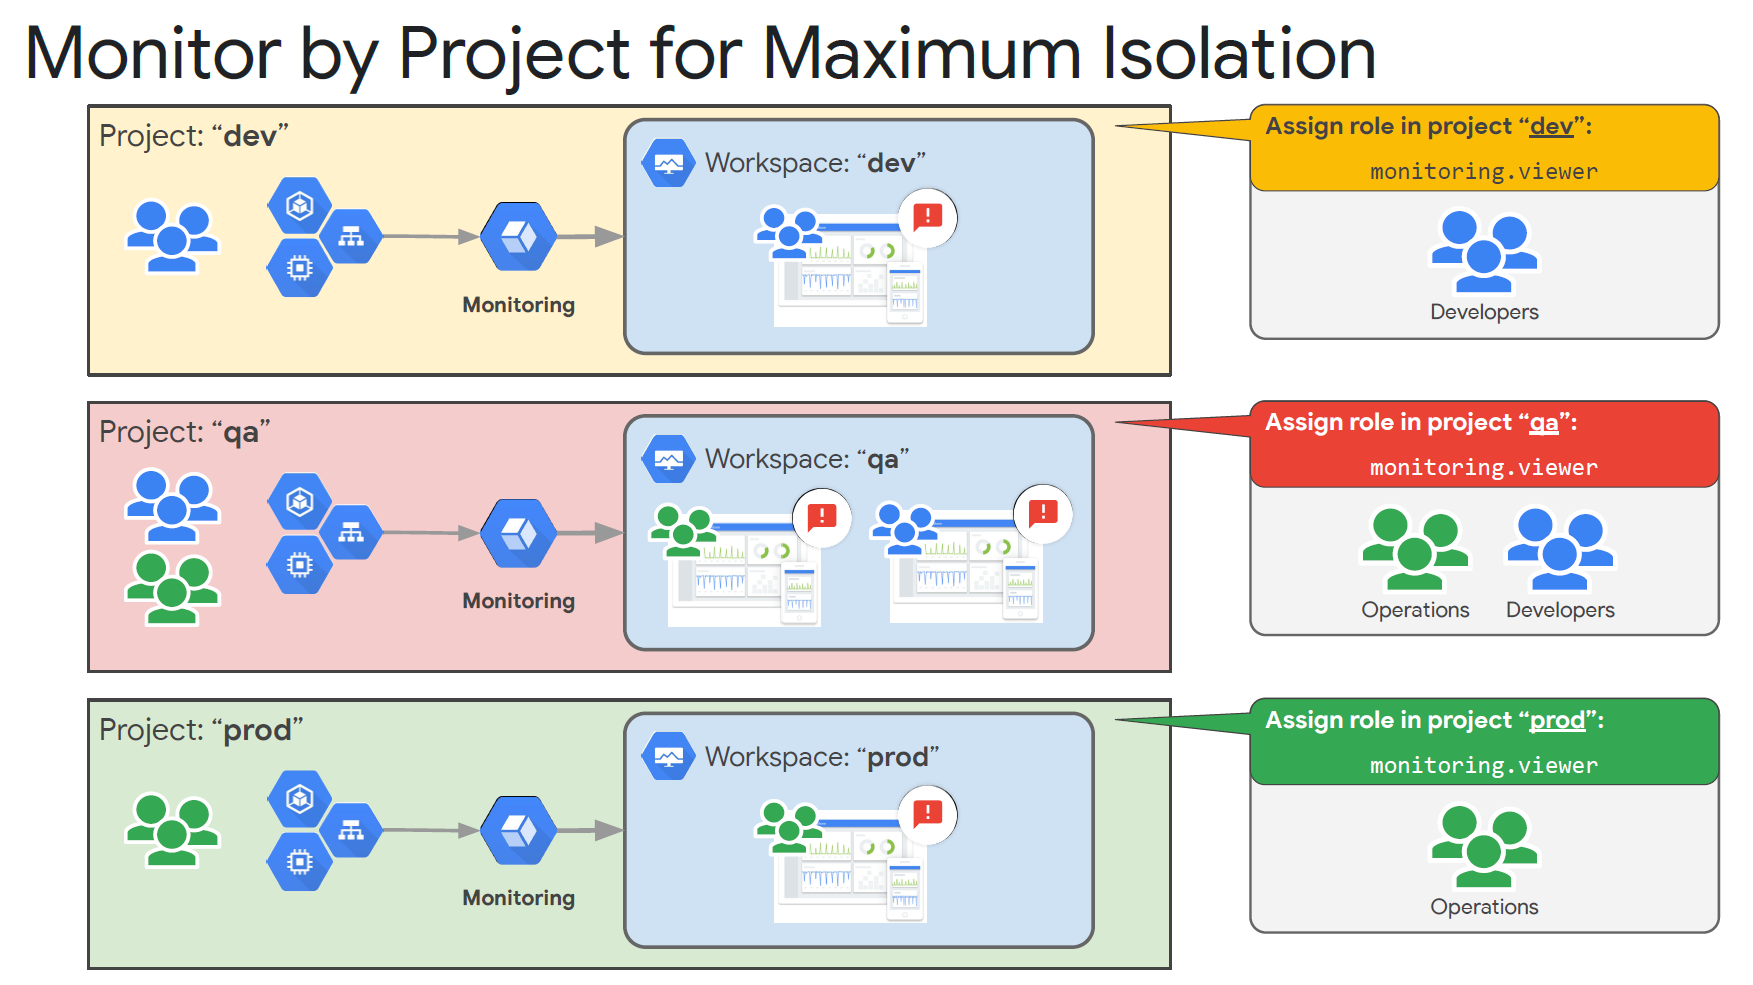 Monitor by Project for Maximum Isolation
Project: “dev”
Workspace: “dev”
Monitoring
Assign role in project “dev”:
monitoring.viewer
Developers
Project: “qa”
Workspace: “qa”
Monitoring
Assign role in project “qa”:
monitoring.viewer
Operations
Developers
Project: “prod”
Workspace: “prod”
Monitoring
Assign role in project “prod”:
monitoring.viewer
Operations